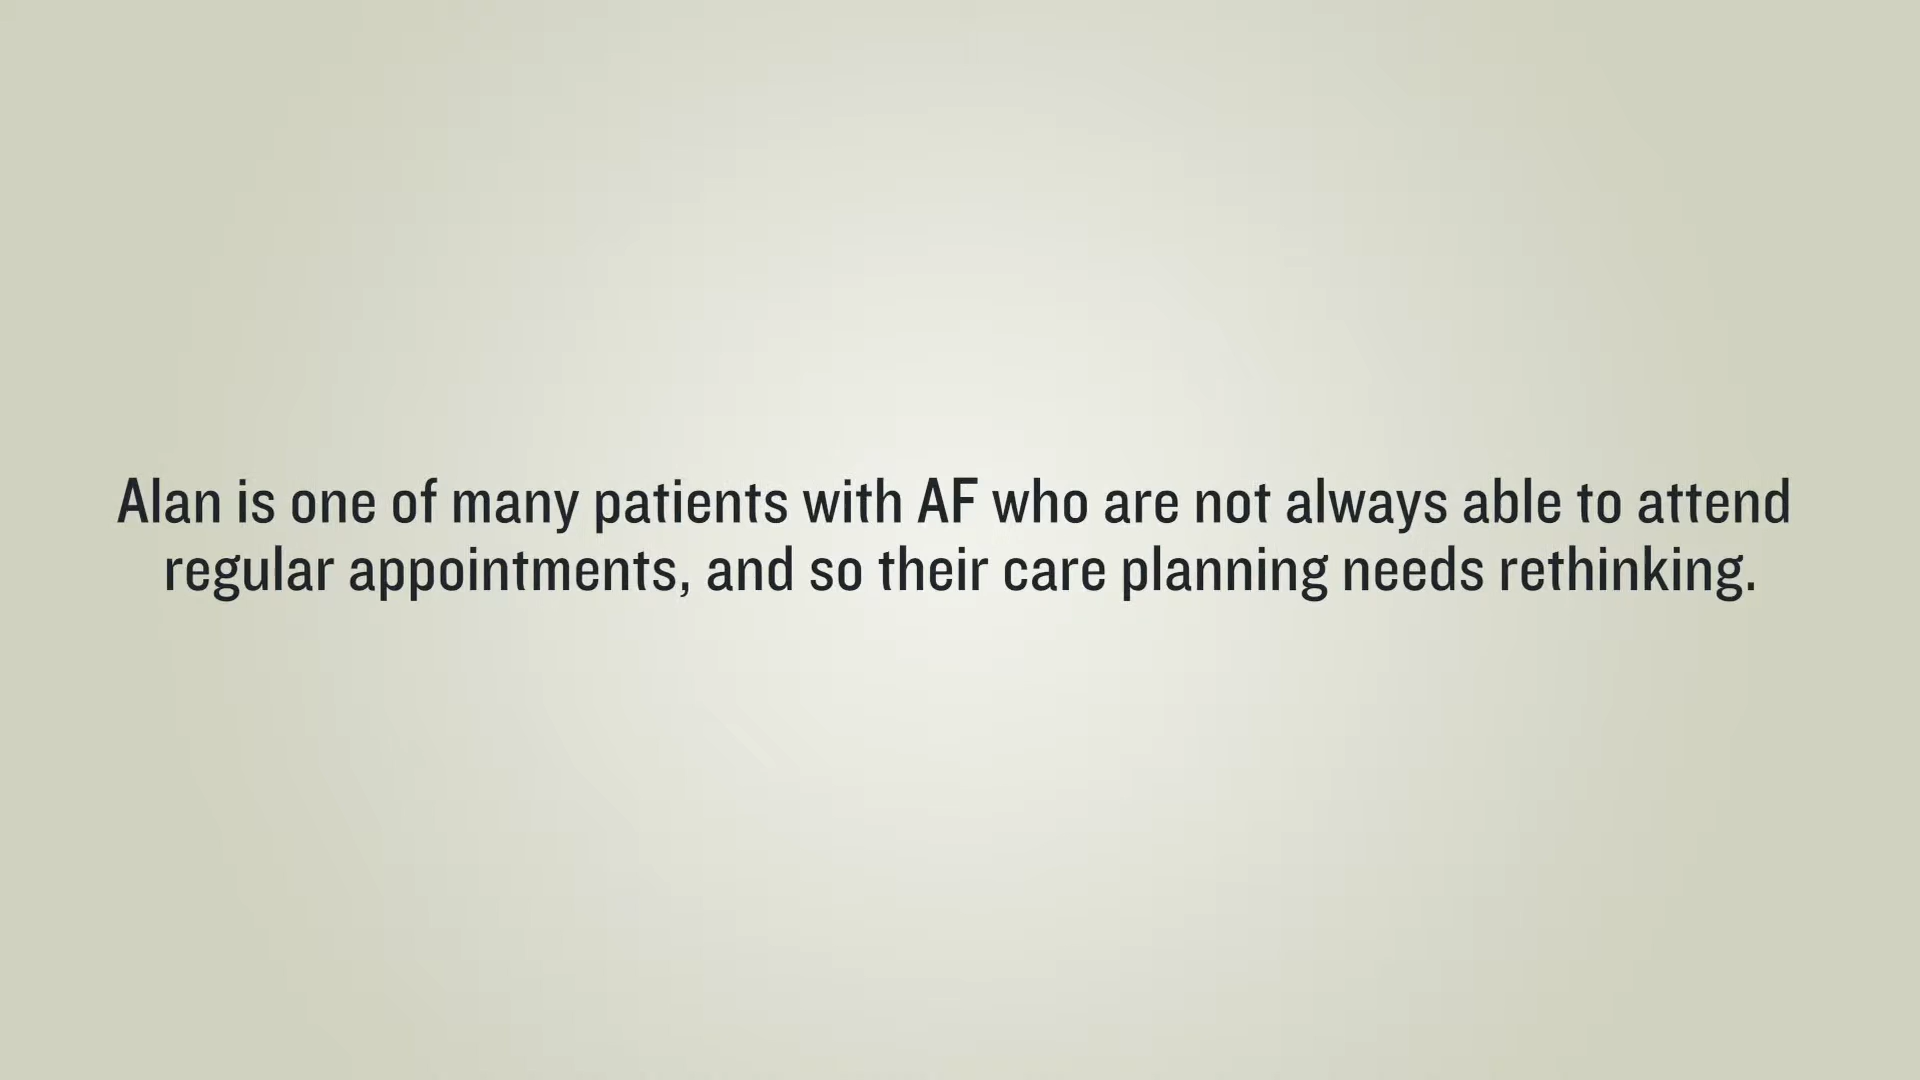 Alan is one of many patients with AF who are not always able to attend
regular appointments, and so their care planning needs rethinking.